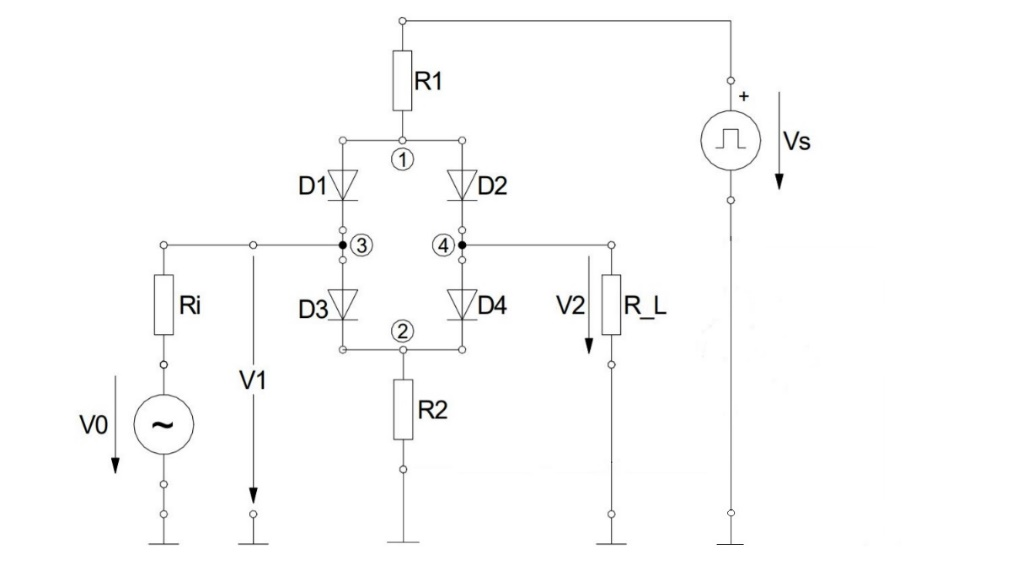 R1
+
1
Vs
D1
D2
3
4
Ri
D3
D4
V2
R_L
2
V1
R2
V0
~